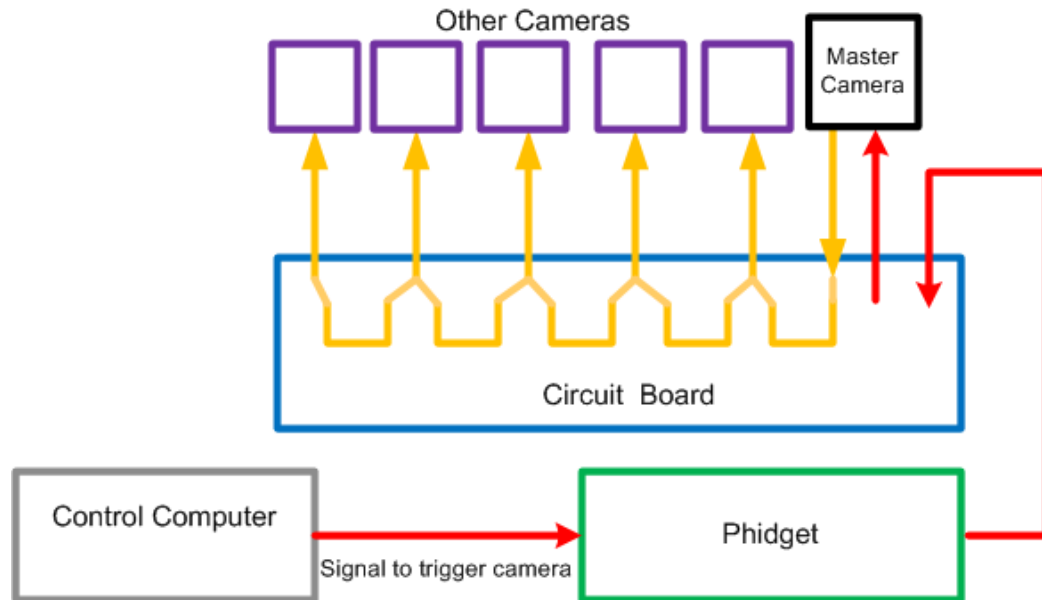 Other Cameras
Master
Camera
Circuit Board
Control Computer
Signal to trigger camera
Phidget